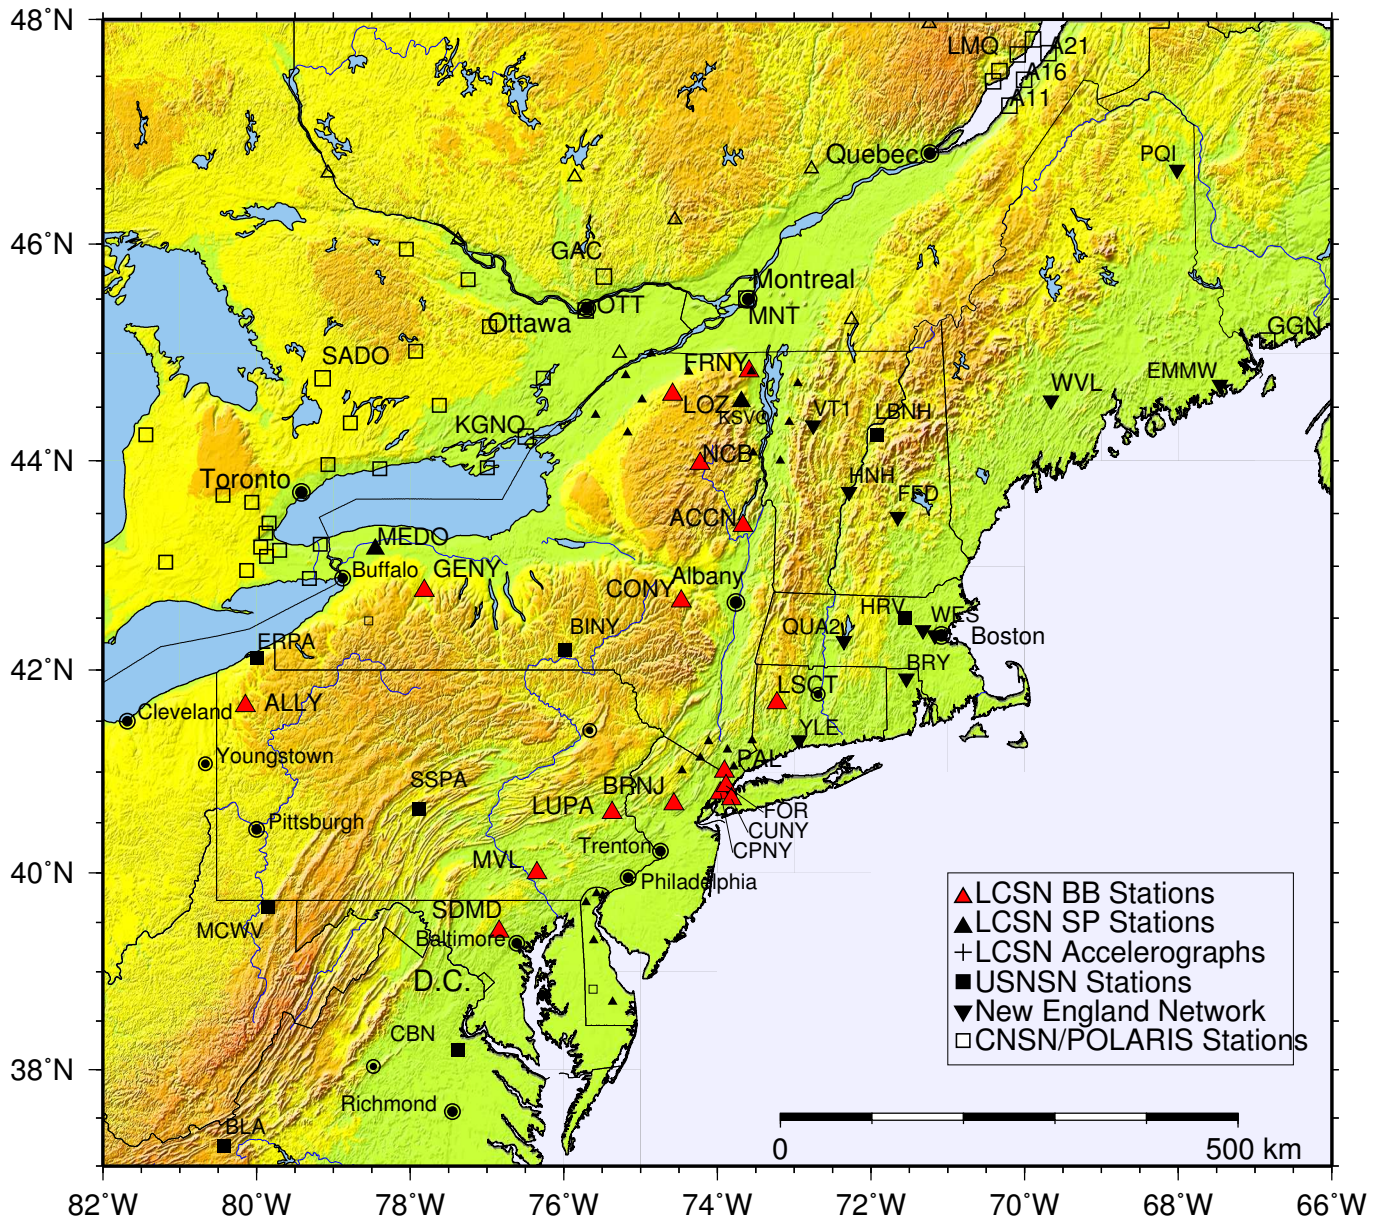 48°N
46°N
44°N
42°N
40°N
38°N
LMQ
A21
A16
A11
Quebec
PQI
GAC
Montreal
OTT
Ottawa
MNT
GGN
SADO
FRNY
EMMW
WVL
LOZ
KSVO
VT1
LBNH
KGNO
NCB
Toronto
HNH
FFD
ACCN
MEDO
Buffalo
GENY
Albany
CONY
HRV
WES
QUA2
BINY
Boston
ERRA
BRY
LSCT
ALLY
Cleveland
YLE
Youngstown
PAL
SSPA
BRNJ
LUPA
FOR
Pittsburgh
CUNY
Trenton
CPNY
MVL
Philadelphia
SDMD
MCWV
Baltimore
D.C.
CBN
Richmond
BLA
LCSN BB Stations
LCSN SP Stations
LCSN Accelerographs
USNSN Stations
New England Network
CNSN/POLARIS Stations
0 500 km
82°W 80°W 78°W 76°W 74°W 72°W 70°W 68°W 66°W